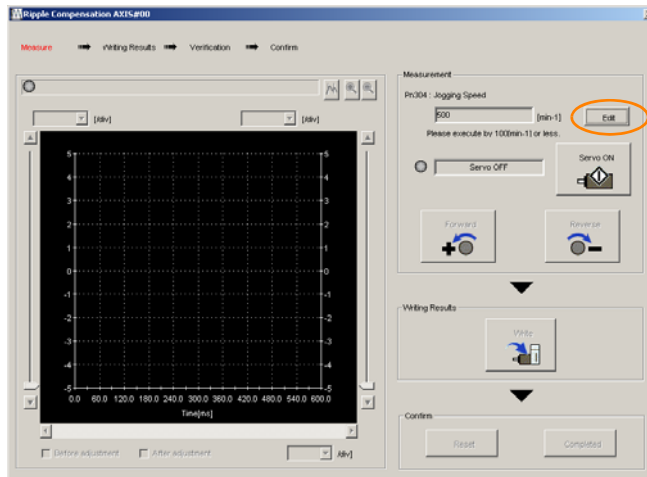 Ripple Compensation AXIS#00
Measure Writing Results Verification Confirm
[/div] [/div]
5 5
4 4
3 3
2 2
1 1
0 0
-1 -1
-2 -2
-3 -3
-4 -4
-5 -5
0.0 60.0 120.0 180.0 240.0 300.0 360.0 420.0 480.0 540.0 600.0
Time[ms]
Before adjustment After adjustment /div]
Measurement
Pn304 : Jogging Speed
500 [min-1] Edit
Please execute by 100[min-1] or less.
Servo OFF Servo ON
Forward Reverse
Writing Results
Write
Confirm
Reset Completed